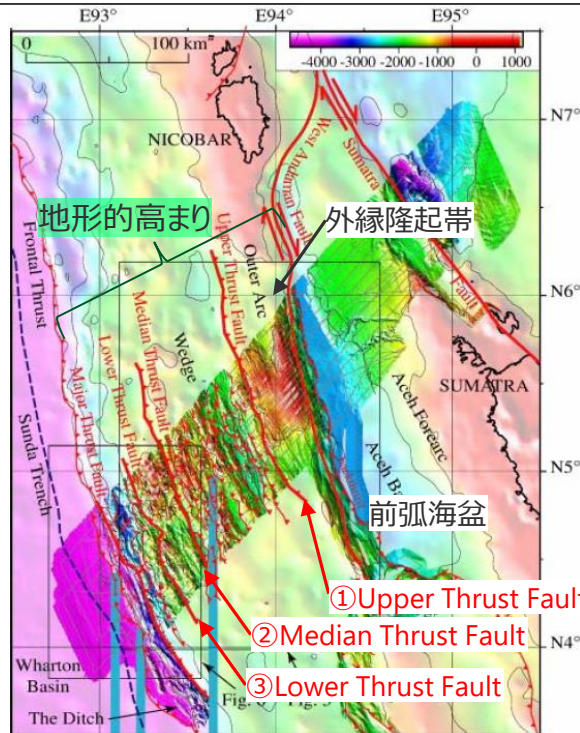 E93° E94° E95°
0 100 km
-4000 -3000 -2000 -1000 0 1000
N7°
NICOBAR
West Andaman Fault
Sumatra
Fault
地形的高まり
外縁隆起帯
Frontal Thrust
Upper Thrust Fault
Outer Arc
N6°
Median Thrust Fault
Wedge
Lower Thrust Fault
Major Thrust Fault
Sunda Trench
SUMATRA
Aceh Forearc
Aceh Ba
N5°
前弧海盆
①Upper Thrust Fault
②Median Thrust Fault
N4°
③Lower Thrust Fault
Wharton
Basin
The Ditch